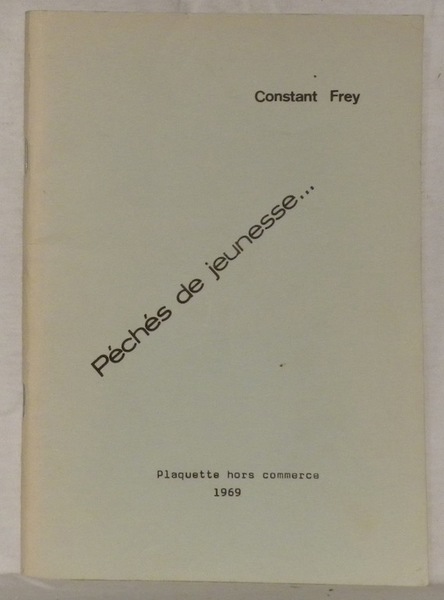 Constant Frey
Péchés de jeunesse...
Plaquette hors commerce
1969